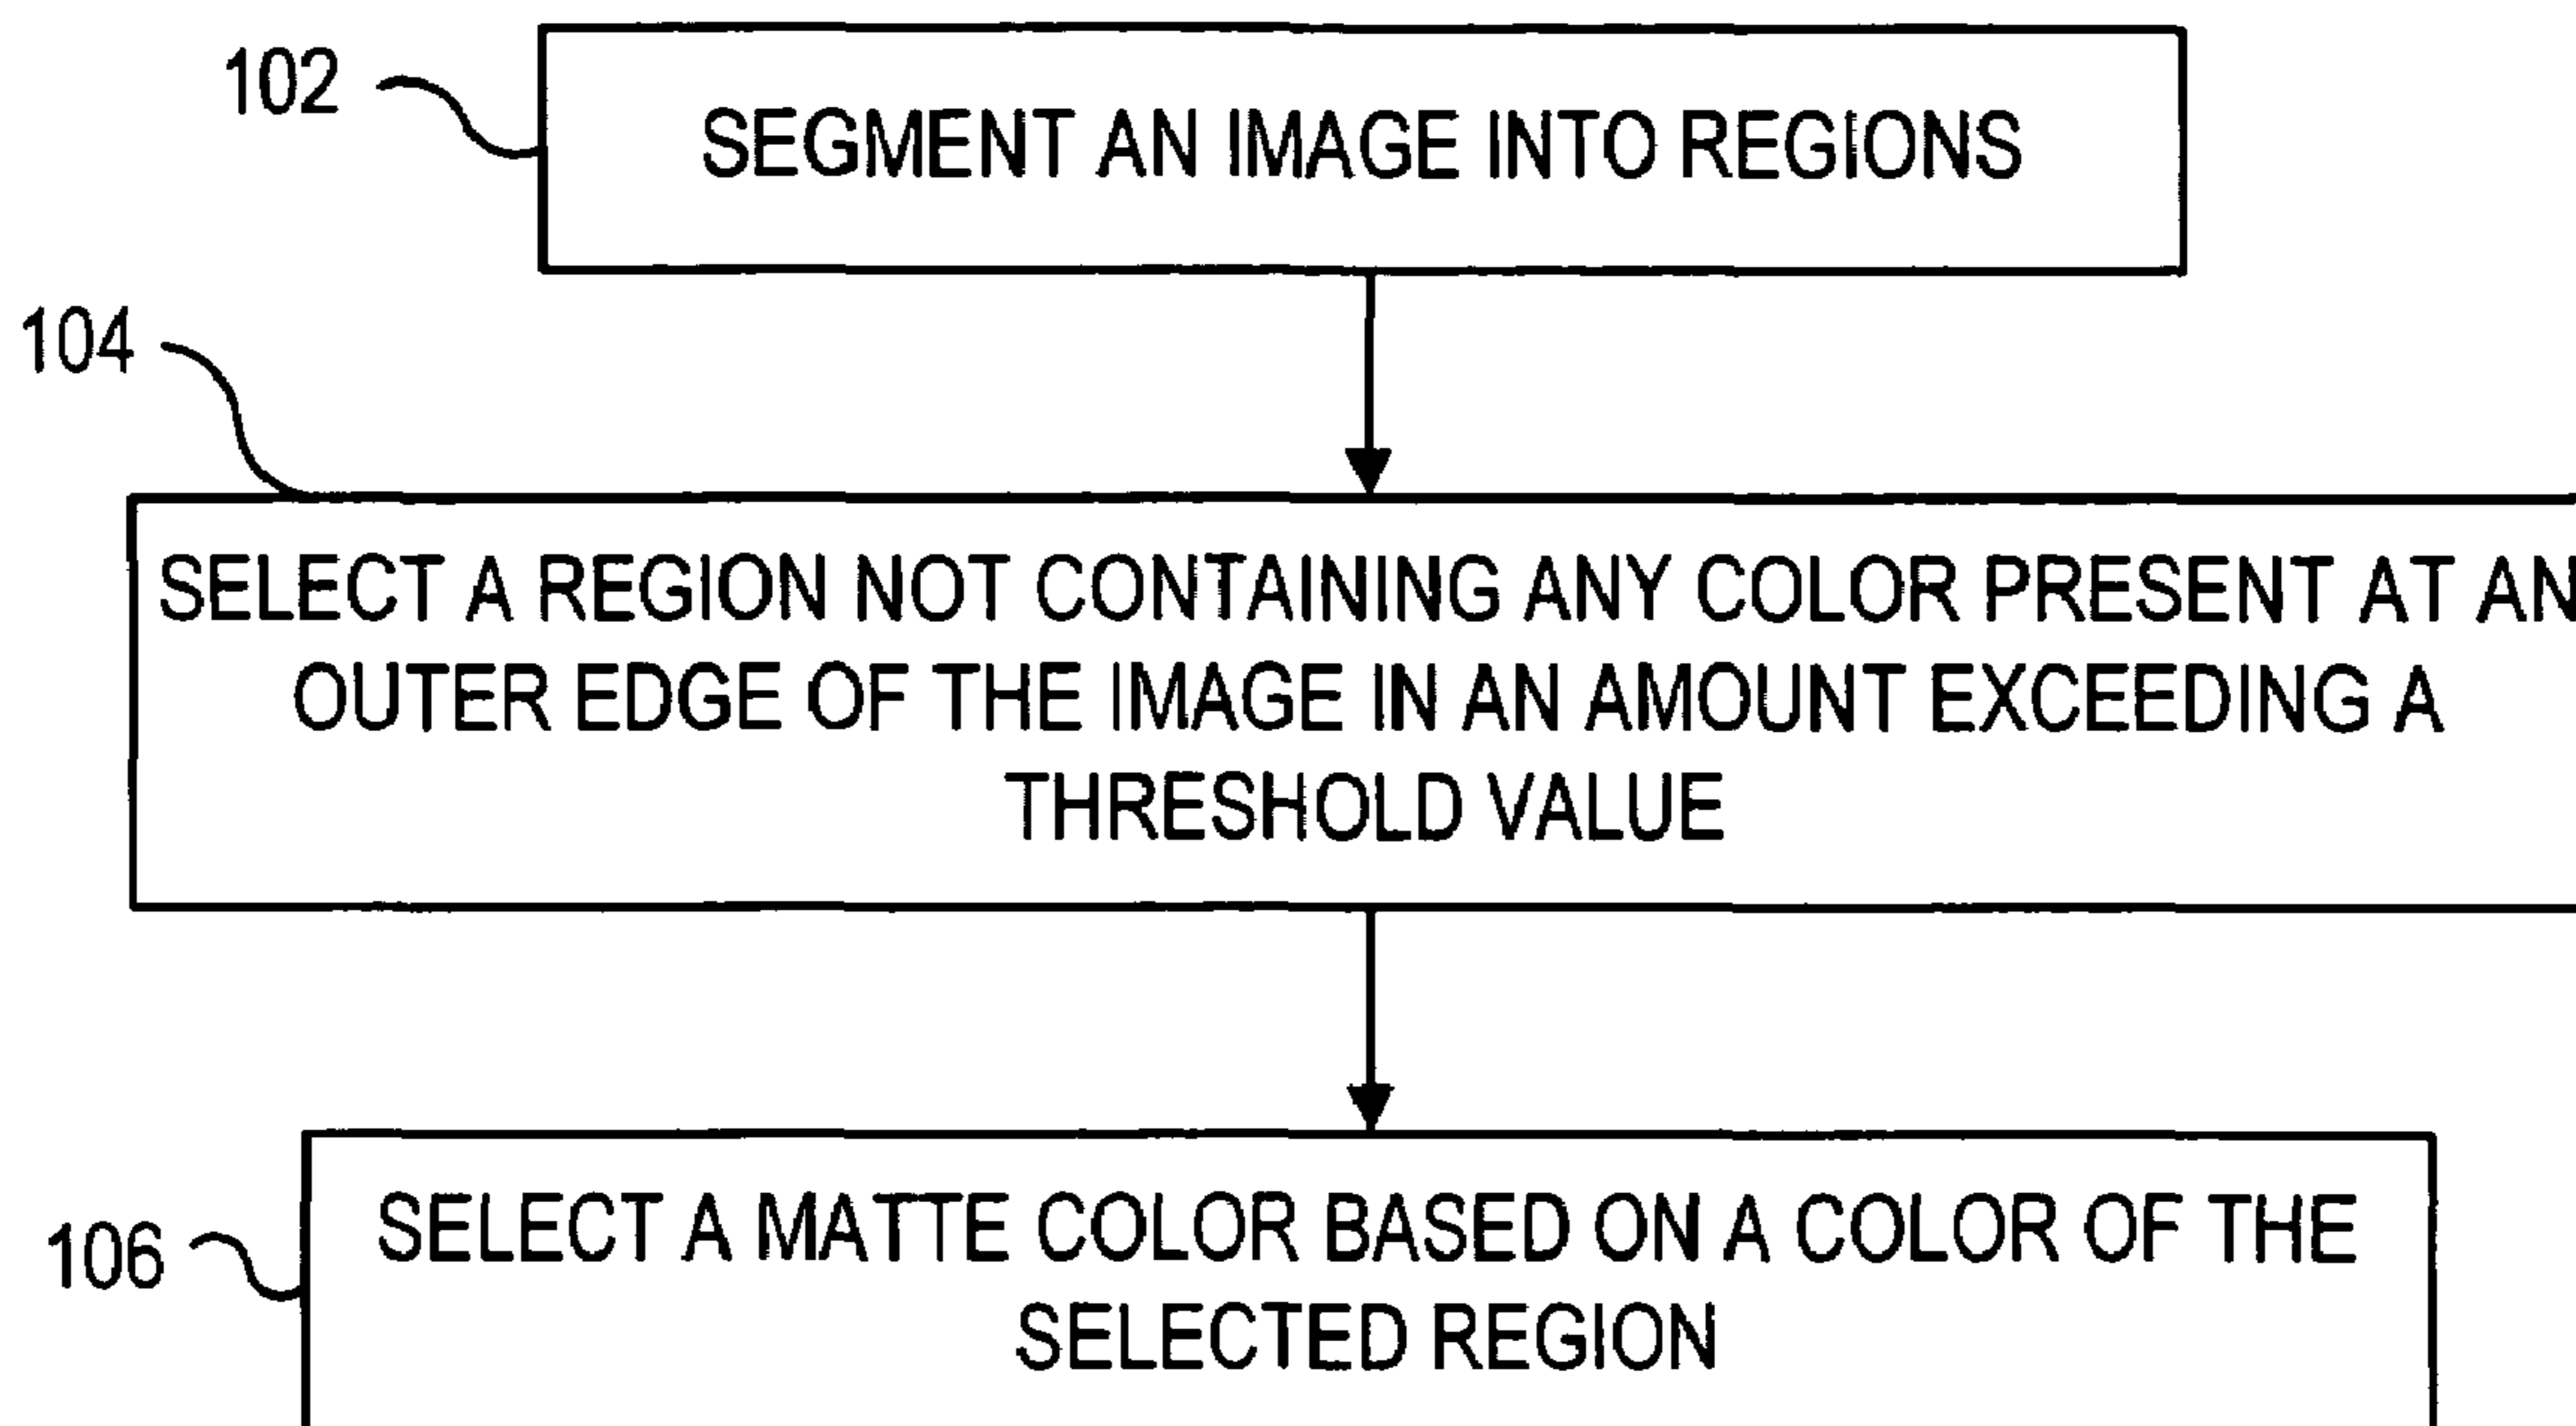 102
SEGMENT AN IMAGE INTO REGIONS
104
SELECT A REGION NOT CONTAINING ANY COLOR PRESENT AT AN
OUTER EDGE OF THE IMAGE IN AN AMOUNT EXCEEDING A
THRESHOLD VALUE
106
SELECT A MATTE COLOR BASED ON A COLOR OF THE
SELECTED REGION